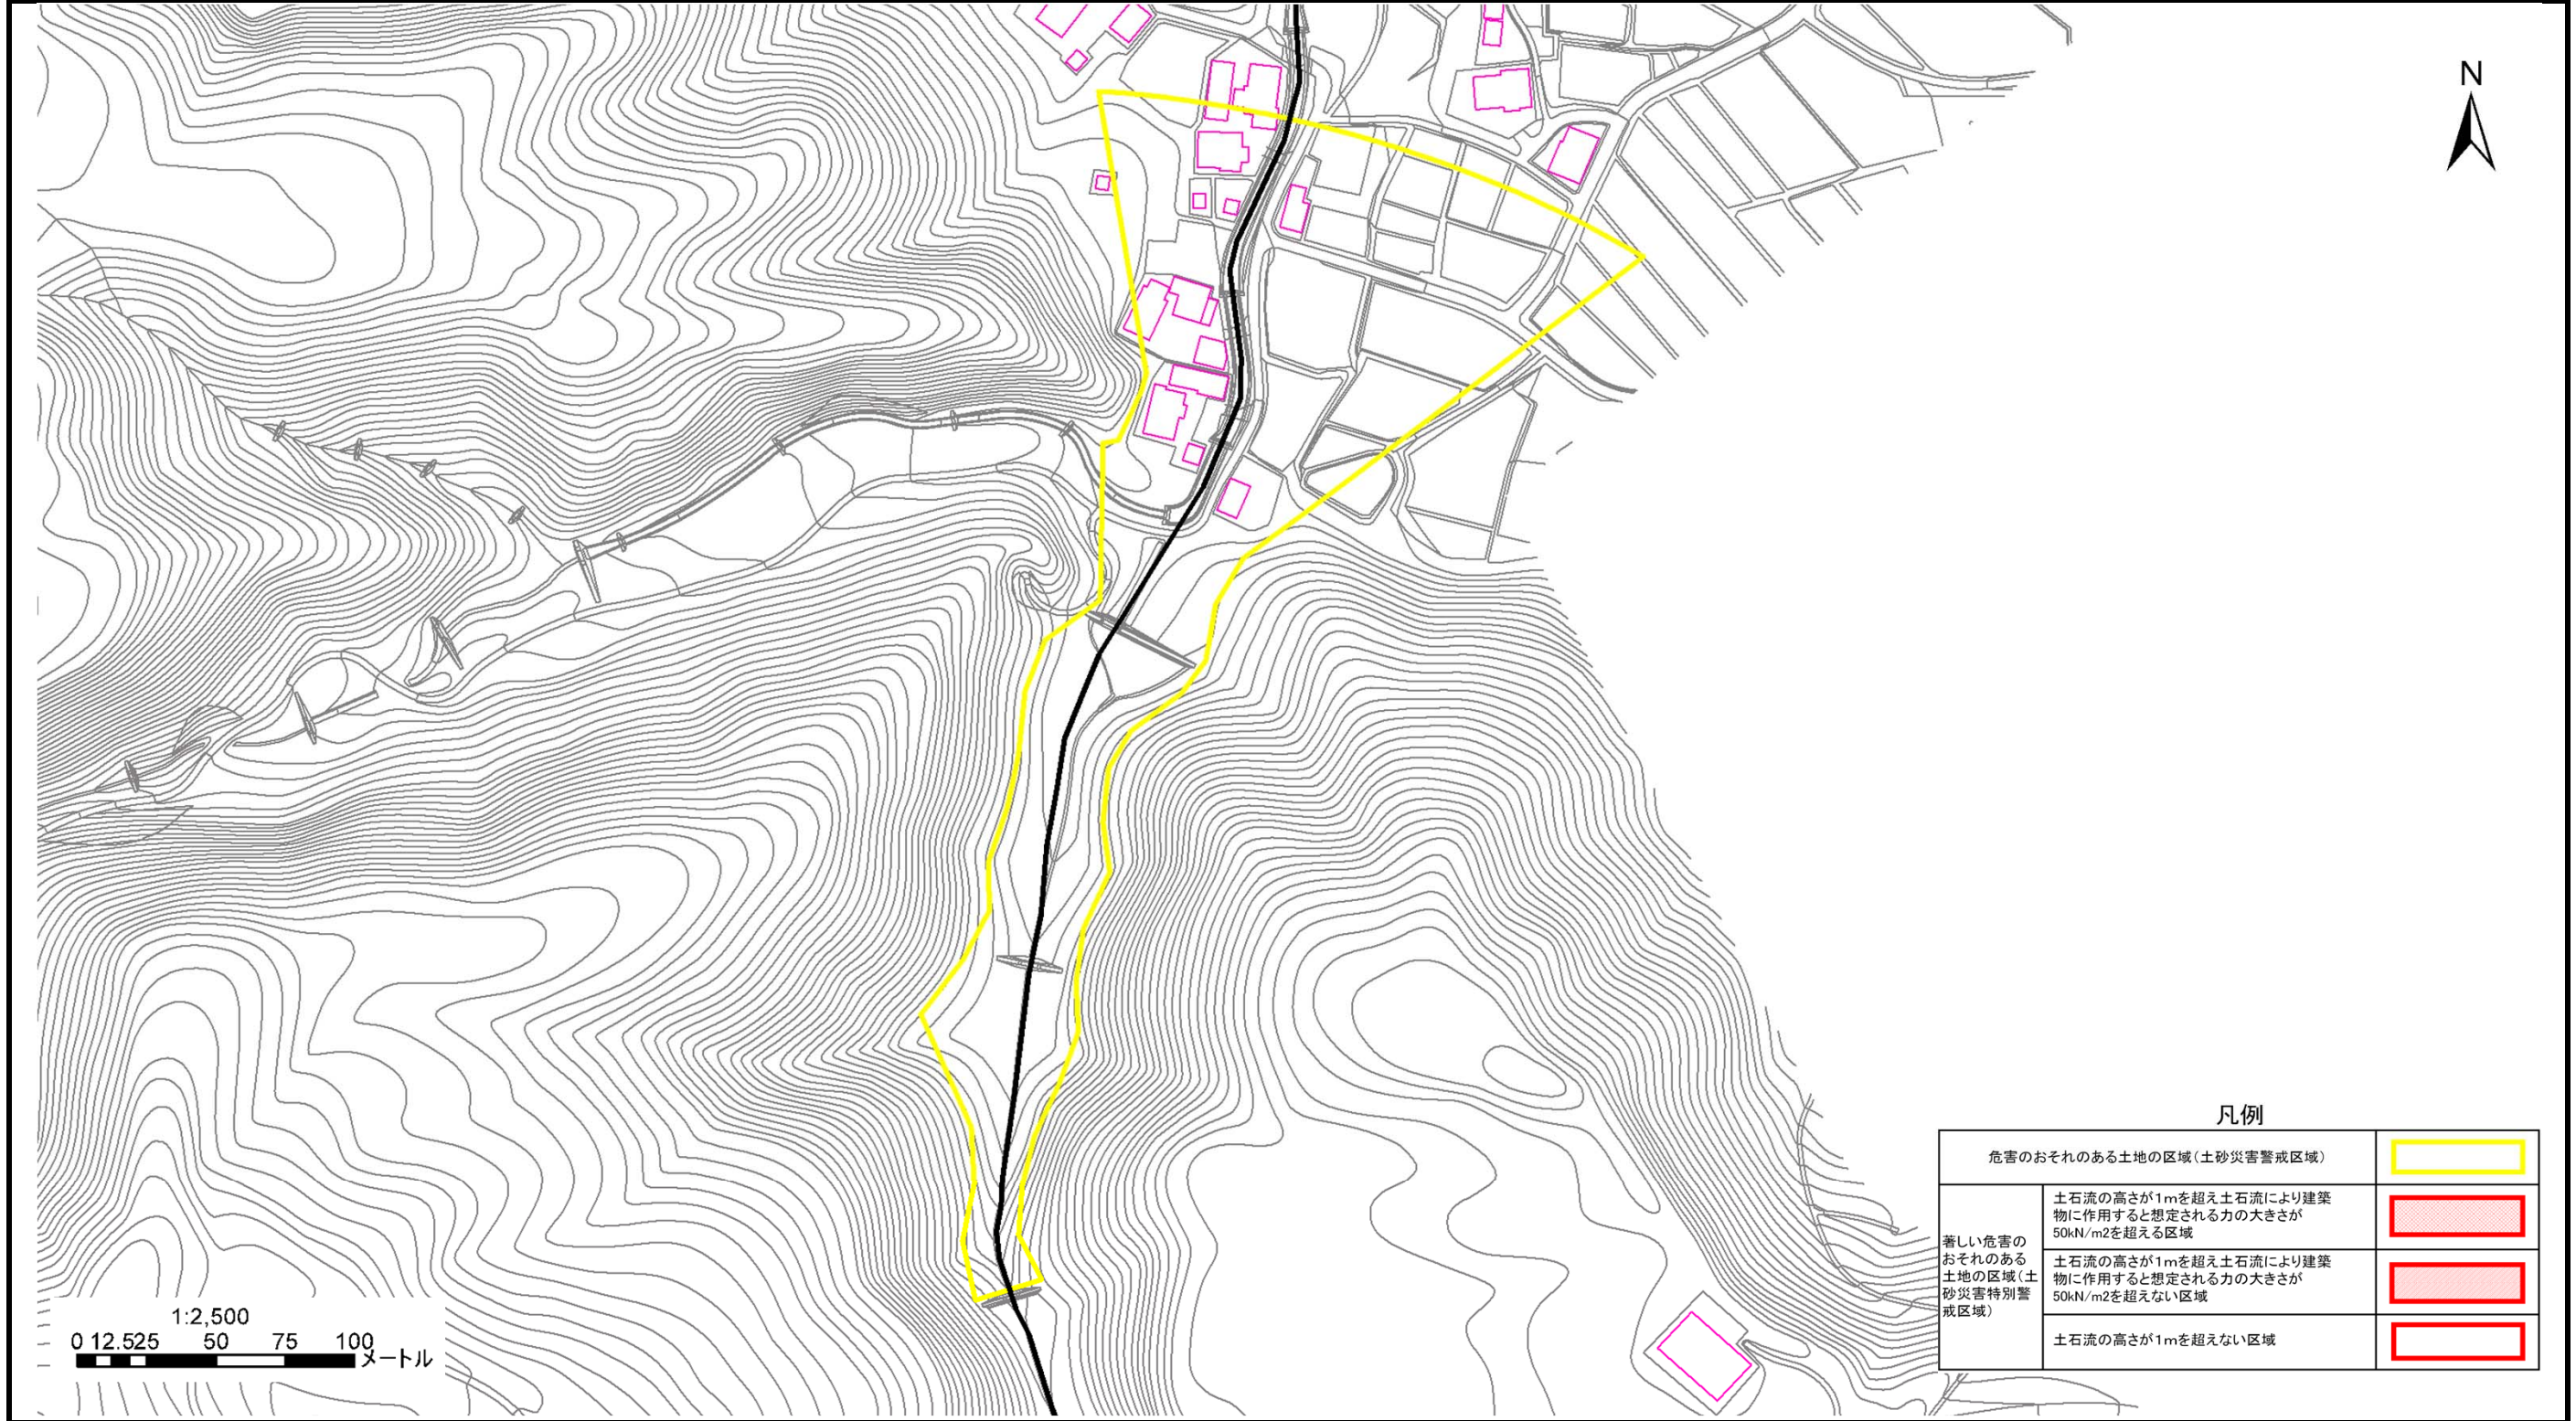 N
凡例
危害のおそれのある土地の区域(土砂災害警戒区域)
著しい危害の
おそれのある
土地の区域(土
砂災害特別警
戒区域)
土石流の高さが1mを超え土石流により建築
物に作用すると想定される力の大きさが
50kN/m2を超える区域
土石流の高さが1mを超え土石流により建築
物に作用すると想定される力の大きさが
50kN/m2を超えない区域
土石流の高さが1mを超えない区域
1:2,500
0 12.525 50 75 100
メートル